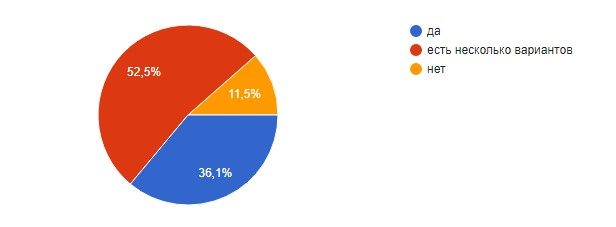 да
есть несколько вариантов
нет
52,5%
11,5%
36,1%